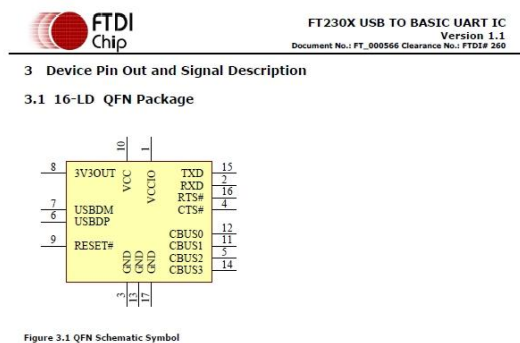 FTDI
Chip
FT230X USB TO BASIC UART IC
Version 1.1
Document No.: FT_000566 Clearance No.: FTDI# 260
3 Device Pin Out and Signal Description
3.1 16-LD QFN Package
10 1
8 3V3OUT VCC VCCIO TXD 15
RXD 2
RTS# 16
7 USBDM CTS# 4
6 USBDP
CBUS0 12
9 RESET# CBUS1 11
CBUS2 5
GND GND GND CBUS3 14
3 13 17
Figure 3.1 QFN Schematic Symbol